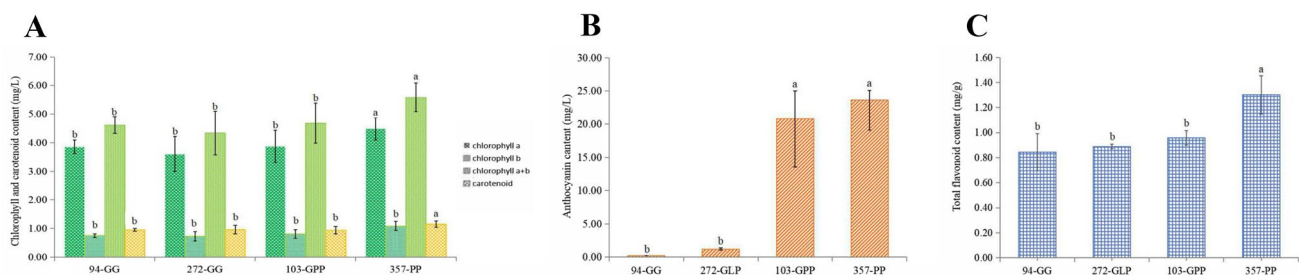 A
Chlorophyll and carotenoid content (mg/L)
7.00
6.00
5.00
4.00
3.00
2.00
1.00
0.00
b
b
b
b
b
b
b
b
b
b
b
b
a
a
b
a
94-GG
272-GG
103-GPP
357-PP
chlorophyll a
chlorophyll b
chlorophyll a+b
carotenoid
B
Anthocyanin cantent (mg/L)
30.00
25.00
20.00
15.00
10.00
5.00
0.00
b
b
a
a
94-GG
272-GLP
103-GPP
357-PP
C
Total flavonoid content (mg/g)
1.60
1.40
1.20
1.00
0.80
0.60
0.40
0.20
0.00
b
b
b
a
94-GG
272-GLP
103-GPP
357-PP